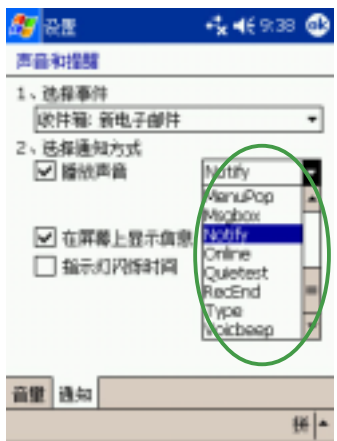 设置 9:38 ok
声音和提醒
1、选择事件
收件箱: 新电子邮件
2、选择通知方式
播放声音 Notify
MenuPop
Msgbox
在屏幕上显示信息 Notify
Online
指示灯闪烁时间 Quietest
RecEnd
Type
Voicbeep
音量 通知
拼